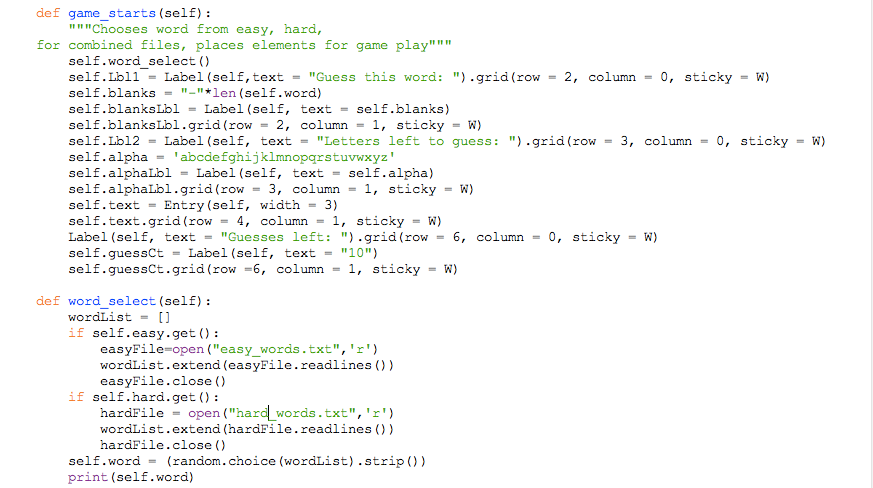 def game_starts(self):
    """Chooses word from easy, hard,
for combined files, places elements for game play"""
    self.word_select()
    self.Lbl1 = Label(self,text = "Guess this word: ").grid(row = 2, column = 0, sticky = W)
    self.blanks = "-"*len(self.word)
    self.blanksLbl = Label(self, text = self.blanks)
    self.blanksLbl.grid(row = 2, column = 1, sticky = W)
    self.Lbl2 = Label(self, text = "Letters left to guess: ").grid(row = 3, column = 0, sticky = W)
    self.alpha = 'abcdefghijklmnopqrstuvwxyz'
    self.alphaLbl = Label(self, text = self.alpha)
    self.alphaLbl.grid(row = 3, column = 1, sticky = W)
    self.text = Entry(self, width = 3)
    self.text.grid(row = 4, column = 1, sticky = W)
    Label(self, text = "Guesses left: ").grid(row = 6, column = 0, sticky = W)
    self.guessCt = Label(self, text = "10")
    self.guessCt.grid(row =6, column = 1, sticky = W)

def word_select(self):
    wordList = []
    if self.easy.get():
        easyFile=open("easy_words.txt",'r')
        wordList.extend(easyFile.readlines())
        easyFile.close()
    if self.hard.get():
        hardFile = open("hard_words.txt",'r')
        wordList.extend(hardFile.readlines())
        hardFile.close()
    self.word = (random.choice(wordList).strip())
    print(self.word)